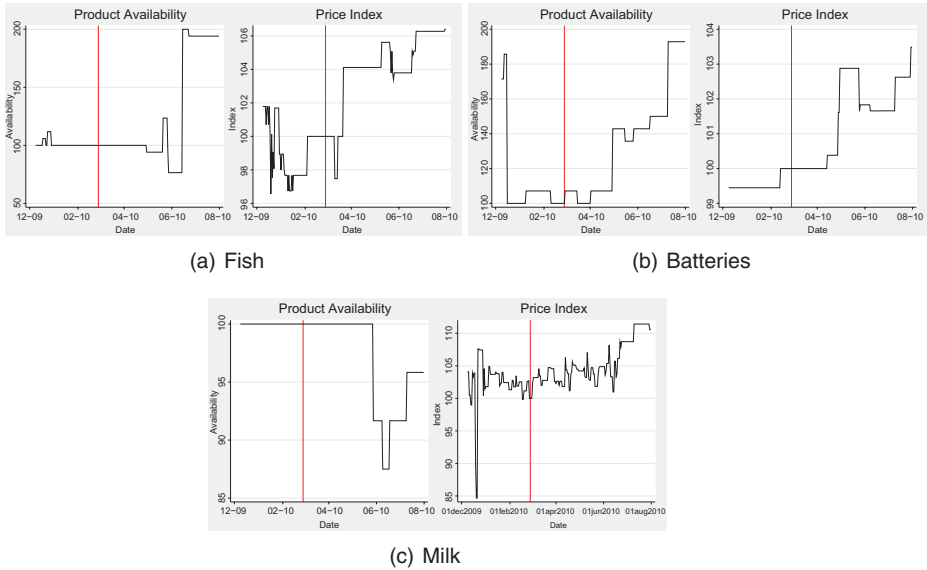 Product Availability
Availability
200
150
100
50
12−09
02−10
04−10
06−10
08−10
Date
Price Index
Index
106
104
102
100
98
96
12−09
02−10
04−10
06−10
08−10
Date
(a) Fish
Product Availability
Availability
200
180
160
140
120
100
12−09
02−10
04−10
06−10
08−10
Date
Price Index
Index
104
103
102
101
100
99
12−09
02−10
04−10
06−10
08−10
Date
(b) Batteries
Product Availability
Availability
100
95
90
85
12−09
02−10
04−10
06−10
08−10
Date
Price Index
Index
110
105
100
95
90
85
01dec2009
01feb2010
01apr2010
01jun2010
01aug2010
Date
(c) Milk